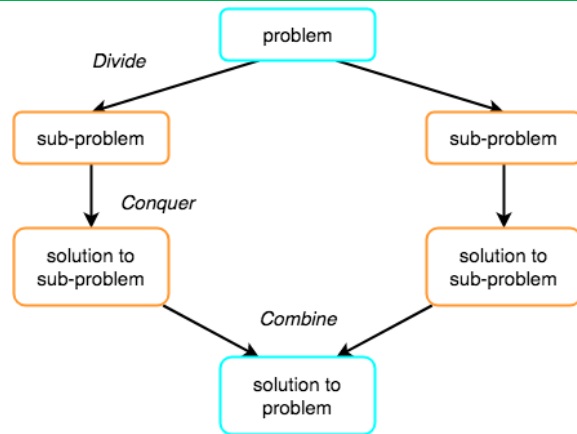 problem
Divide
sub-problem
sub-problem
Conquer
solution to
sub-problem
solution to
sub-problem
Combine
solution to
problem